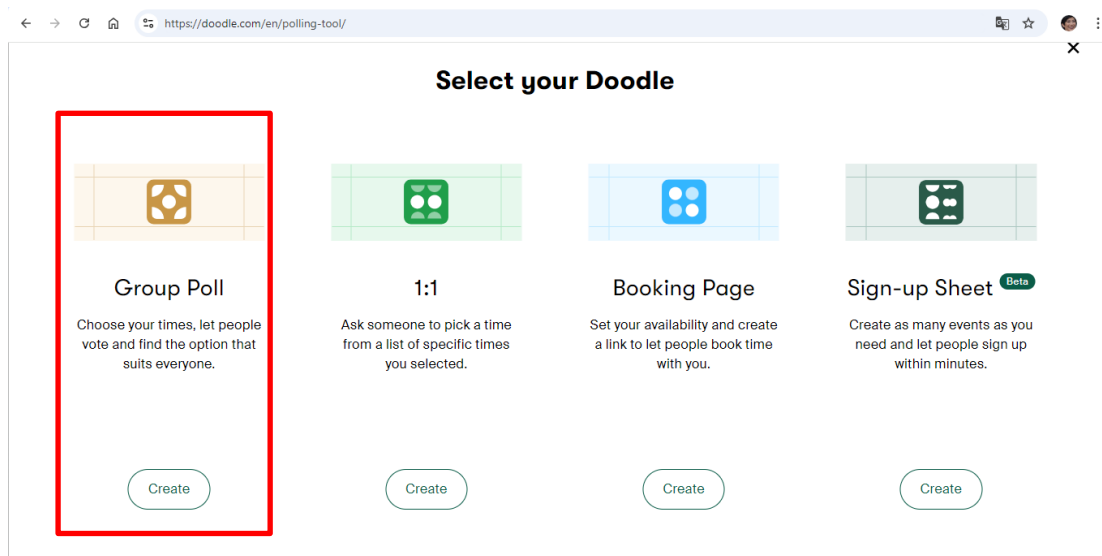 https://doodle.com/en/polling-tool/
Select your Doodle
Group Poll
Choose your times, let people
vote and find the option that
suits everyone.
Create
1:1
Ask someone to pick a time
from a list of specific times
you selected.
Create
Booking Page
Set your availability and create
a link to let people book time
with you.
Create
Sign-up Sheet Beta
Create as many events as you
need and let people sign up
within minutes.
Create